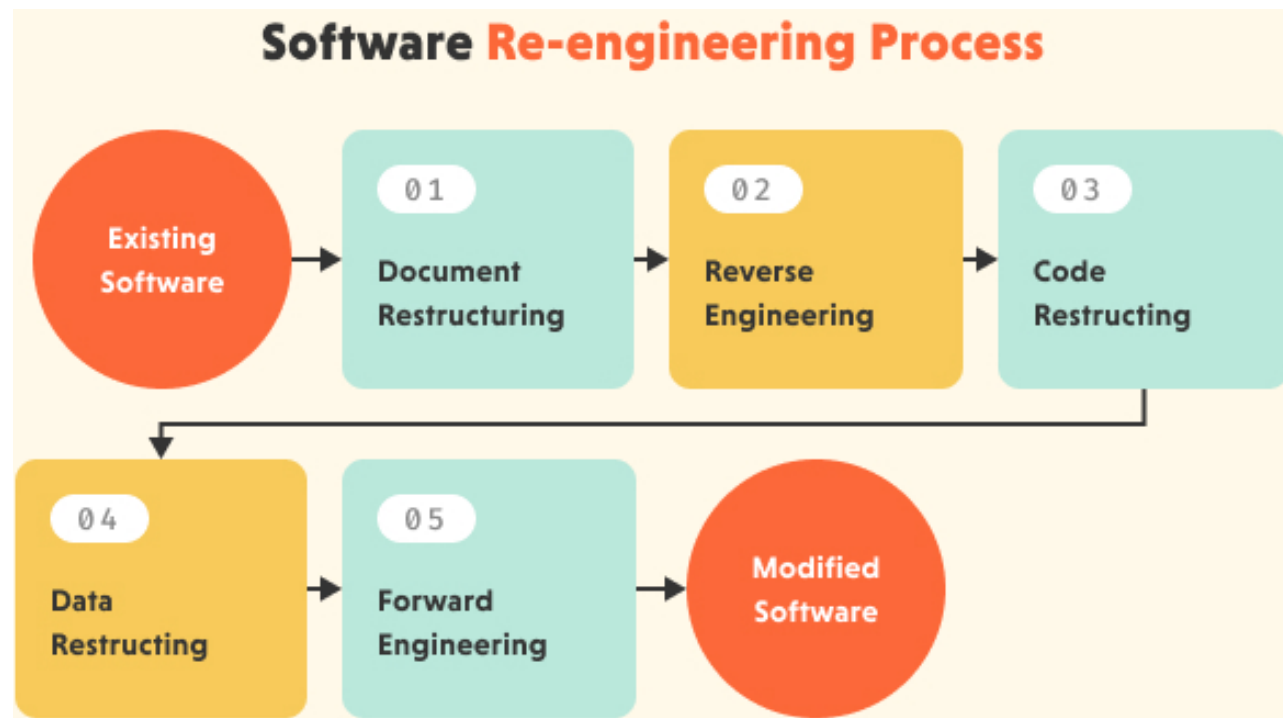 Software Re-engineering Process
Existing
Software
01
Document
Restructuring
02
Reverse
Engineering
03
Code
Restructing
04
Data
Restructing
05
Forward
Engineering
Modified
Software